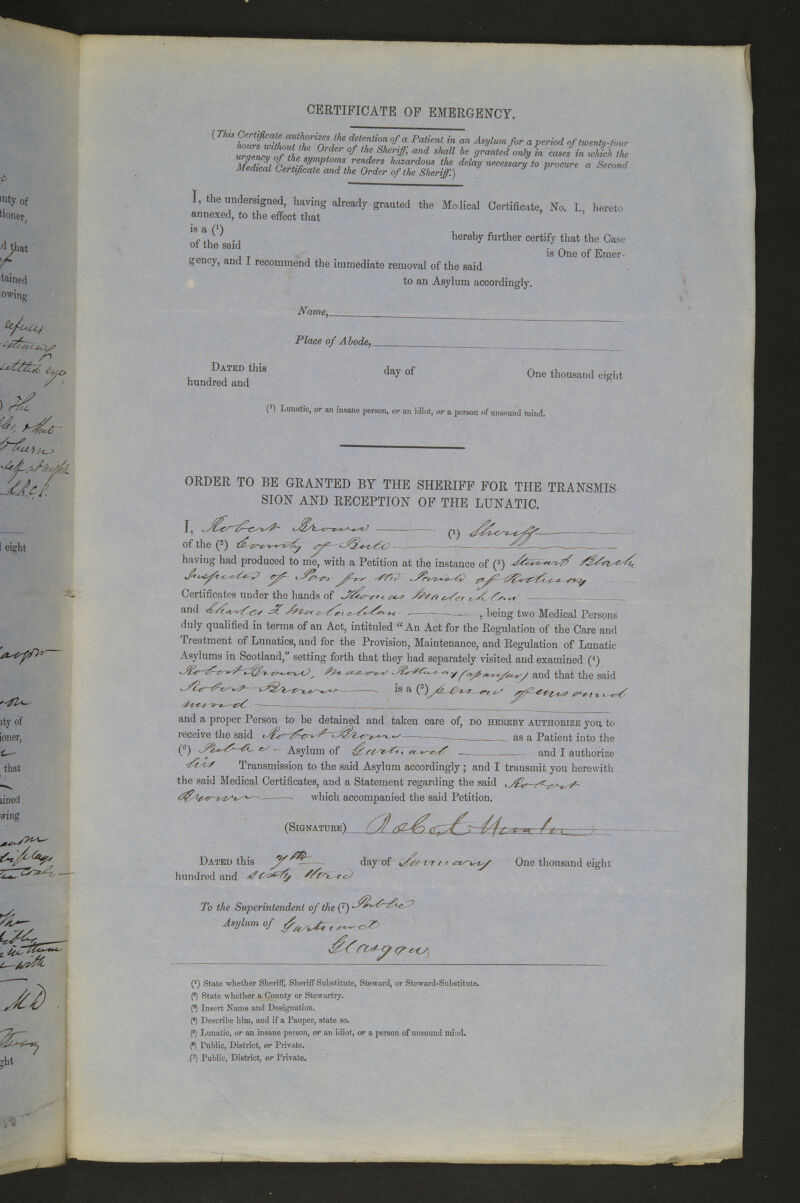 CERTIFICATE OF EMERGENCY.
(This Certificate authorizes the detention of a Patient in an Asylum for a period of twenty-four
hours without the Order of the Sheriff, and shall be granted only in cases in which the
urgency of the symptoms renders hazardous the delay necessary to procure a Second
Medical Certificate and the Order of the Sheriff.)
I, the undersigned, having already granted the Medical Certificate, No. I., hereto
annexed, to the effect that
is a (¹) hereby further certify that the Case
of the said is One of Emer-
gency, and I recommend the immediate removal of the said
to an Asylum accordingly.
Name,
Place of Abode,
DATED this day of One thousand eight
hundred and
(¹) Lunatic, or an insane person, or an idiot, or a person of unsound mind.
ORDER TO BE GRANTED BY THE SHERIFF FOR THE TRANSMIS
SION AND RECEPTION OF THE LUNATIC.
I, Robert Brown (¹) Sheriff
of the (²) County of Bute
having had produced to me, with a Petition at the instance of (³) Stewart
Inspector of Poor for the Parish of Rothesay
Certificates under the hands of Thomas Maclachlan
and Charles F. Maclachlan, being two Medical Persons
duly qualified in terms of an Act, intituled “An Act for the Regulation of the Care and
Treatment of Lunatics, and for the Provision, Maintenance, and Regulation of Lunatic
Asylums in Scotland,” setting forth that they had separately visited and examined (⁴)
Robert Brown, Mason Rothesay (a pauper) and that the said
Robert Brown is a (⁵) person of unsound
mind
and a proper Person to be detained and taken care of, DO HEREBY AUTHORIZE you to
receive the said Robert Brown as a Patient into the
(⁶) Public Asylum of Gartnavel and I authorize
his Transmission to the said Asylum accordingly; and I transmit you herewith
the said Medical Certificates, and a Statement regarding the said Robert
Brown which accompanied the said Petition.
(SIGNATURE) Robert
DATED this 7th day of January One thousand eight
hundred and sixty three
To the Superintendent of the (⁷) Public
Asylum of Gartnavel
Glasgow
(¹) State whether Sheriff, Sheriff-Substitute, Steward, or Steward-Substitute.
(²) State whether a County or Stewartry.
(³) Insert Name and Designation.
(⁴) Describe him, and if a Pauper, state so.
(⁵) Lunatic, or an insane person, or an idiot, or a person of unsound mind.
(⁶) Public, District, or Private.
(⁷) Public, District, or Private.